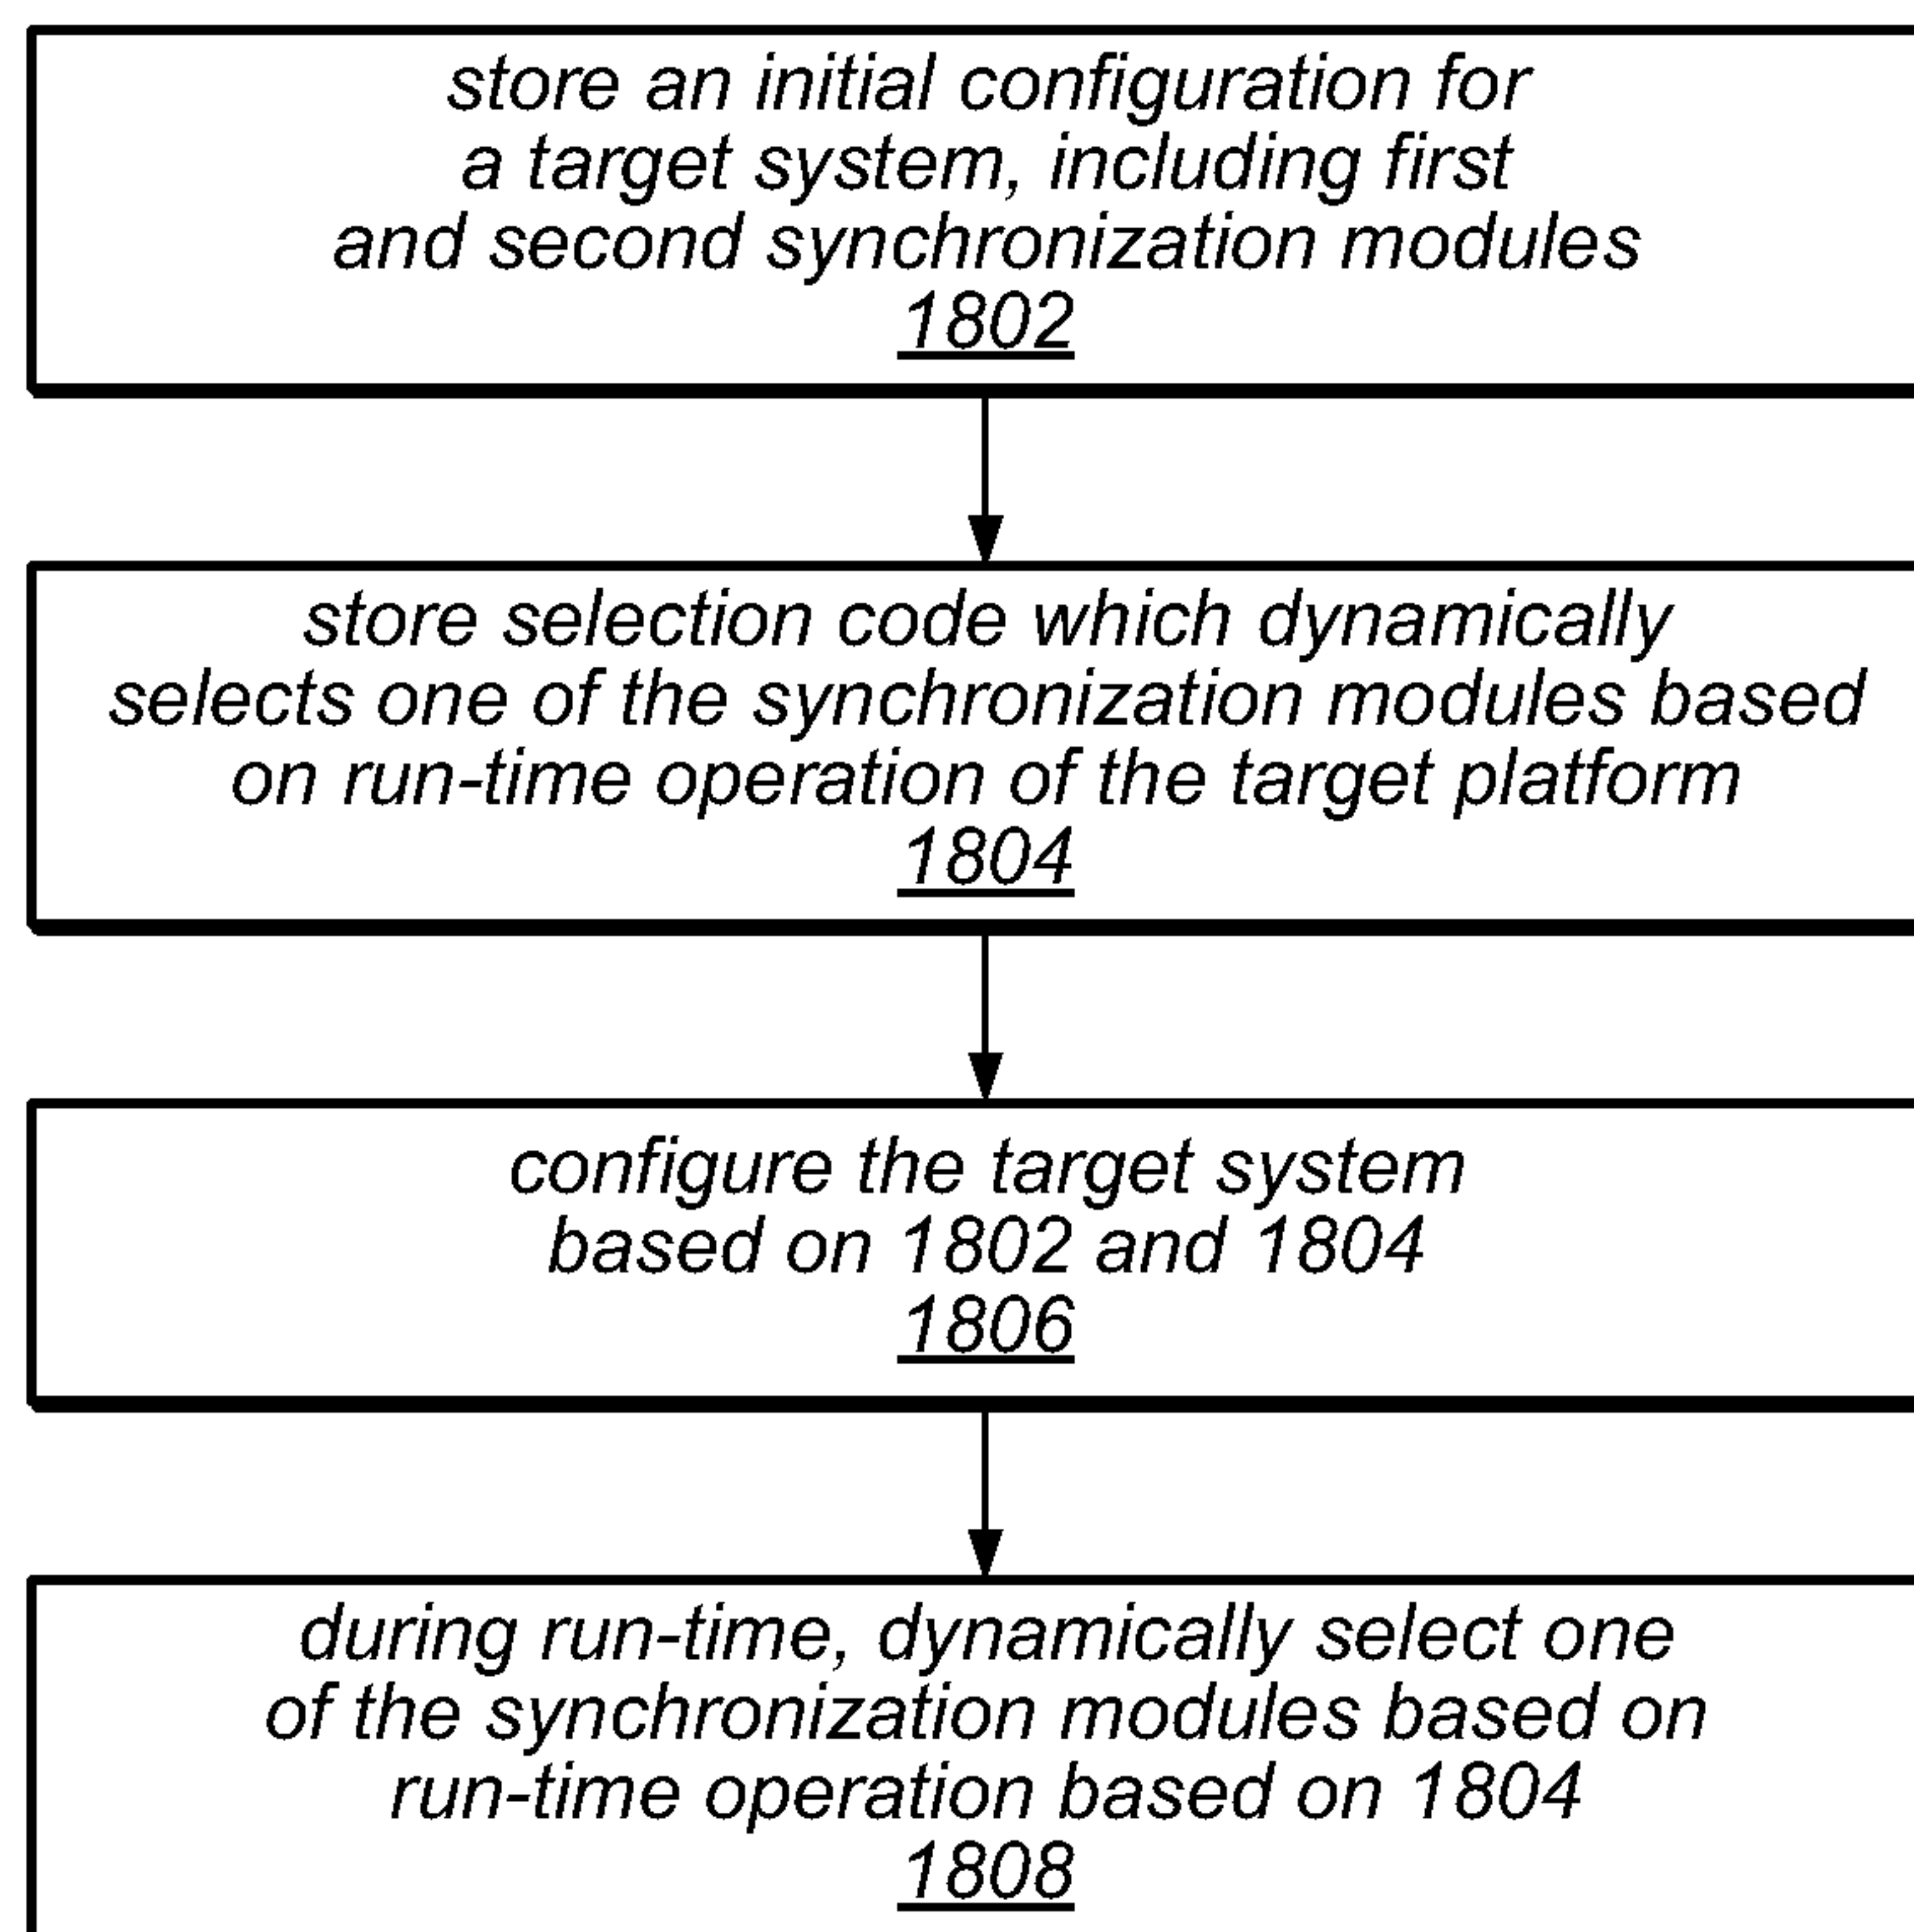 store an initial configuration for
a target system, including first
and second synchronization modules
1802
store selection code which dynamically
selects one of the synchronization modules based
on run-time operation of the target platform
1804
configure the target system
based on 1802 and 1804
1806
during run-time, dynamically select one
of the synchronization modules based on
run-time operation based on 1804
1808